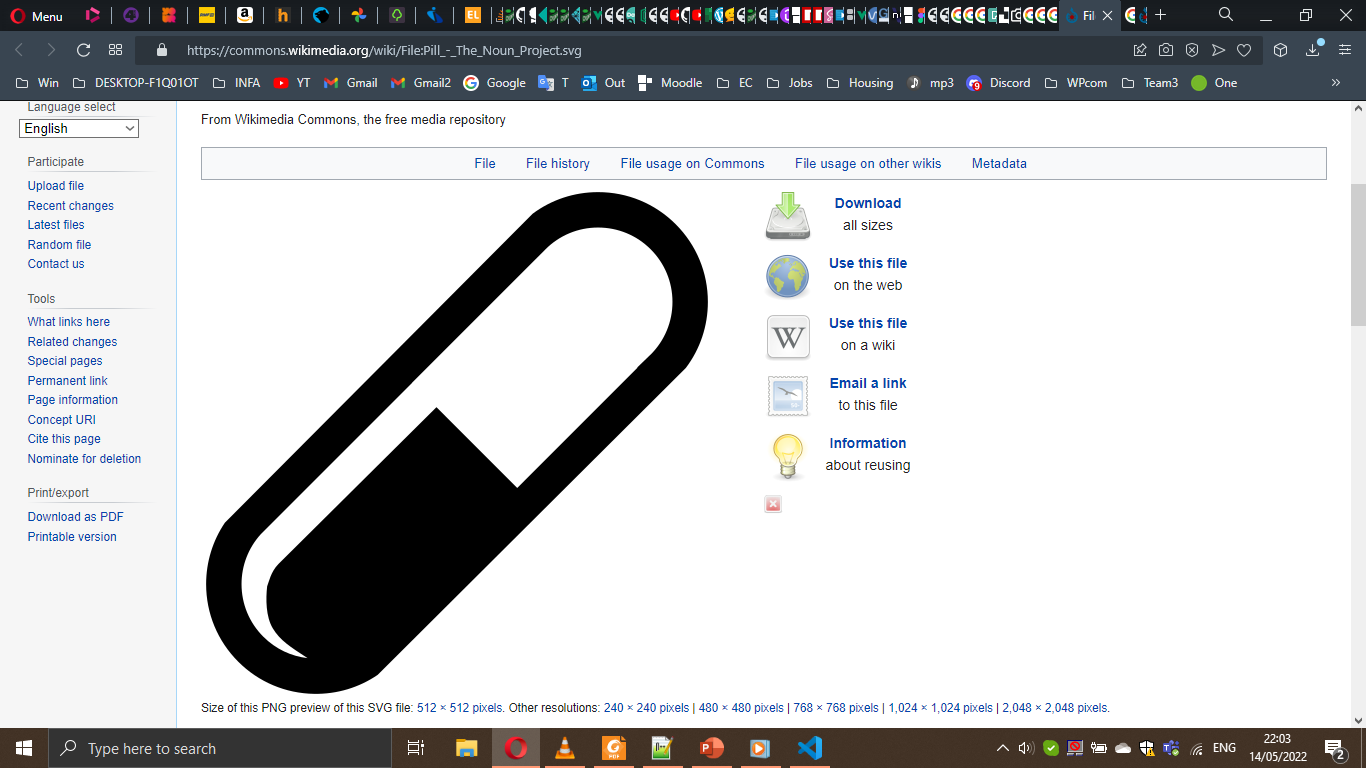 Menu
EL
Fil
https://commons.wikimedia.org/wiki/File:Pill_-_The_Noun_Project.svg
Win DESKTOP-F1Q01OT INFA YT Gmail Gmail2 Google T Out Moodle EC Jobs Housing mp3 Discord WPcom Team3 One »
Language select
English
Participate
Upload file
Recent changes
Latest files
Random file
Contact us
Tools
What links here
Related changes
Special pages
Permanent link
Page information
Concept URI
Cite this page
Nominate for deletion
Print/export
Download as PDF
Printable version
From Wikimedia Commons, the free media repository
File File history File usage on Commons File usage on other wikis Metadata
Download
all sizes
Use this file
on the web
W
Use this file
on a wiki
Email a link
to this file
Information
about reusing
Size of this PNG preview of this SVG file: 512 × 512 pixels. Other resolutions: 240 × 240 pixels | 480 × 480 pixels | 768 × 768 pixels | 1,024 × 1,024 pixels | 2,048 × 2,048 pixels.
Type here to search
ENG
22:03
14/05/2022
2